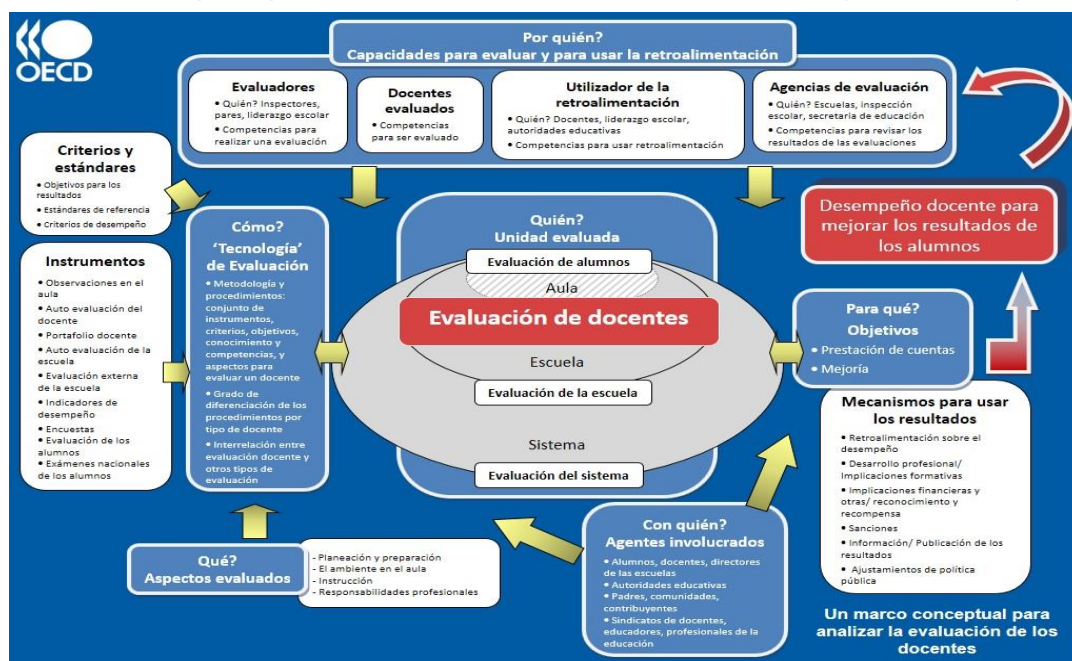 OECD
Por quién?
Capacidades para evaluar y para usar la retroalimentación
Evaluadores
• Quién? Inspectores,
pares, liderazgo escolar
• Competencias para
realizar una evaluación
Docentes
evaluados
• Competencias
para ser evaluado
Utilizador de la
retroalimentación
• Quién? Docentes, liderazgo escolar,
autoridades educativas
• Competencias para usar retroalimentación
Agencias de evaluación
• Quién? Escuelas, inspección
escolar, secretaria de educación
• Competencias para revisar los
resultados de las evaluaciones
Criterios y
estándares
• Objetivos para los
resultados
• Estándares de referencia
• Criterios de desempeño
Instrumentos
• Observaciones en el
aula
• Auto evaluación del
docente
• Portafolio docente
• Auto evaluación de la
escuela
• Evaluación externa
de la escuela
• Indicadores de
desempeño
• Encuestas
• Evaluación de los
alumnos
• Exámenes nacionales
de los alumnos
Cómo?
‘Tecnología’
de Evaluación
• Metodología y
procedimientos:
conjunto de
instrumentos,
criterios, objetivos,
conocimiento y
competencias, y
aspectos para
evaluar un docente
• Grado de
diferenciación de los
procedimientos por
tipo de docente
• Interrelación entre
evaluación docente y
otros tipos de
evaluación
Quién?
Unidad evaluada
Evaluación de alumnos
Aula
Evaluación de docentes
Escuela
Evaluación de la escuela
Sistema
Evaluación del sistema
Desempeño docente para
mejorar los resultados de
los alumnos
Para qué?
Objetivos
• Prestación de cuentas
• Mejoría
Mecanismos para usar
los resultados
• Retroalimentación sobre el
desempeño
• Desarrollo profesional/
Implicaciones formativas
• Implicaciones financieras y
otras/ reconocimiento y
recompensa
• Sanciones
• Información/ Publicación de los
resultados
• Ajustamientos de política
pública
Qué?
Aspectos evaluados
- Planeación y preparación
- El ambiente en el aula
- Instrucción
- Responsabilidades profesionales
Con quién?
Agentes involucrados
• Alumnos, docentes, directores
de las escuelas
• Autoridades educativas
• Padres, comunidades,
contribuyentes
• Sindicatos de docentes,
educadores, profesionales de la
educación
Un marco conceptual para
analizar la evaluación de los
docentes